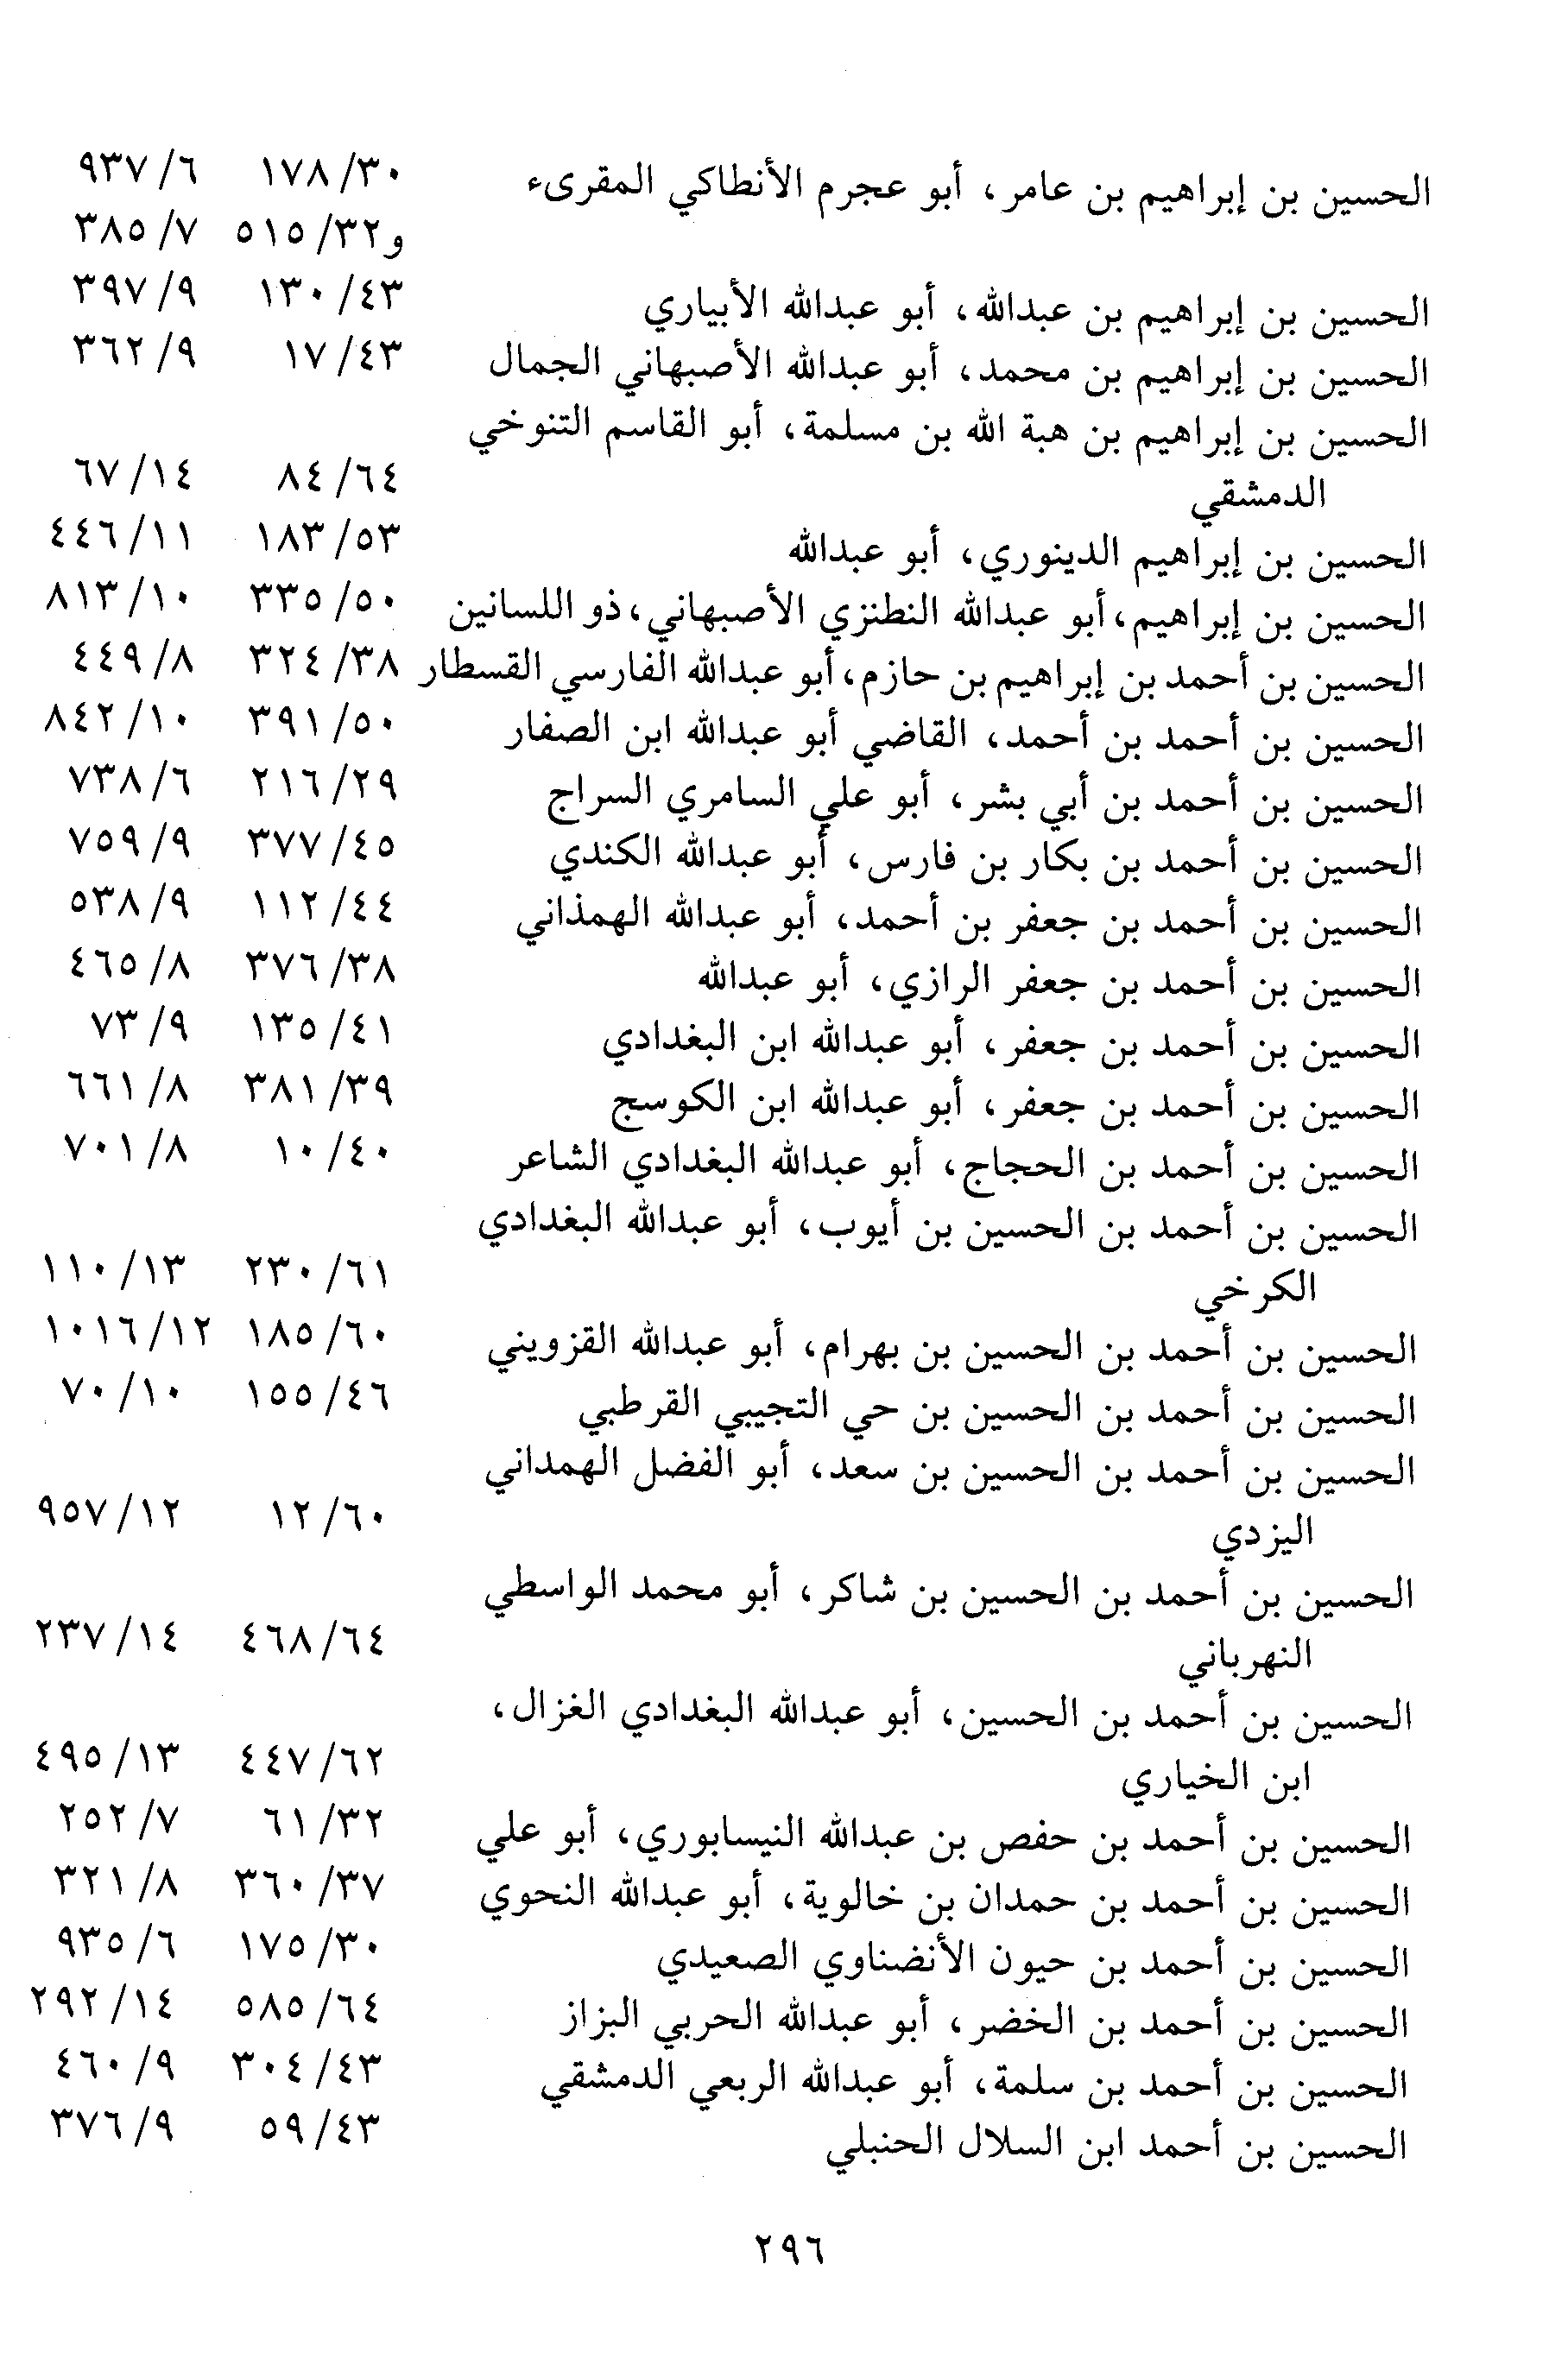 الحسين بن إبراهيم بن عامر، أبو عجرم الأنطاكي المقرىء ١٧٨/٣٠ ٩٣٧/٦
و٥١٥/٣٢ ٣٨٥/٧
الحسين بن إبراهيم بن عبدالله، أبو عبدالله الأبياري ١٣٠/٤٣ ٣٩٧/٩
الحسين بن إبراهيم بن محمد، أبو عبدالله الأصبهاني الجمال ١٧/٤٣ ٣٦٢/٩
الحسين بن إبراهيم بن هبة الله بن مسلمة، أبو القاسم التنوخي
الدمشقي ٨٤/٦٤ ٦٧/١٤
الحسين بن إبراهيم الدينوري، أبو عبدالله ١٨٣/٥٣ ٤٤٦/١١
الحسين بن إبراهيم، أبو عبدالله النطنزي الأصبهاني، ذو اللسانين ٣٣٥/٥٠ ٨١٣/١٠
الحسين بن أحمد بن إبراهيم بن حازم، أبو عبدالله الفارسي القسطار ٣٢٤/٣٨ ٤٤٩/٨
الحسين بن أحمد بن أحمد، القاضي أبو عبدالله ابن الصفار ٣٩١/٥٠ ٨٤٢/١٠
الحسين بن أحمد بن أبي بشر، أبو علي السامري السراج ٢١٦/٢٩ ٧٣٨/٦
الحسين بن أحمد بن بكار بن فارس، أبو عبدالله الكندي ٣٧٧/٤٥ ٧٥٩/٩
الحسين بن أحمد بن جعفر بن أحمد، أبو عبدالله الهمذاني ١١٢/٤٤ ٥٣٨/٩
الحسين بن أحمد بن جعفر الرازي، أبو عبدالله ٣٧٦/٣٨ ٤٦٥/٨
الحسين بن أحمد بن جعفر، أبو عبدالله ابن البغدادي ١٣٥/٤١ ٧٣/٩
الحسين بن أحمد بن جعفر، أبو عبدالله ابن الكوسج ٣٨١/٣٩ ٦٦١/٨
الحسين بن أحمد بن الحجاج، أبو عبدالله البغدادي الشاعر ١٠/٤٠ ٧٠١/٨
الحسين بن أحمد بن الحسين بن أيوب، أبو عبدالله البغدادي
الكرخي ٢٣٠/٦١ ١١٠/١٣
الحسين بن أحمد بن الحسين بن بهرام، أبو عبدالله القزويني ١٨٥/٦٠ ١٠١٦/١٢
الحسين بن أحمد بن الحسين بن حي التجيبي القرطبي ١٥٥/٤٦ ٧٠/١٠
الحسين بن أحمد بن الحسين بن سعد، أبو الفضل الهمداني
اليزدي ١٢/٦٠ ٩٥٧/١٢
الحسين بن أحمد بن الحسين بن شاكر، أبو محمد الواسطي
النهرباني ٤٦٨/٦٤ ٢٣٧/١٤
الحسين بن أحمد بن الحسين، أبو عبدالله البغدادي الغزال،
ابن الخياري ٤٤٧/٦٢ ٤٩٥/١٣
الحسين بن أحمد بن حفص بن عبدالله النيسابوري، أبو علي ٦١/٣٢ ٢٥٢/٧
الحسين بن أحمد بن حمدان بن خالوية، أبو عبدالله النحوي ٣٦٠/٣٧ ٣٢١/٨
الحسين بن أحمد بن حيون الأنضناوي الصعيدي ١٧٥/٣٠ ٩٣٥/٦
الحسين بن أحمد بن الخضر، أبو عبدالله الحربي البزاز ٥٨٥/٦٤ ٢٩٢/١٤
الحسين بن أحمد بن سلمة، أبو عبدالله الربعي الدمشقي ٣٠٤/٤٣ ٤٦٠/٩
الحسين بن أحمد ابن السلال الحنبلي ٥٩/٤٣ ٣٧٦/٩
٢٩٦